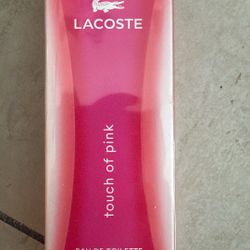 LACOSTE
touch of pink
EAU DE TOILETTE